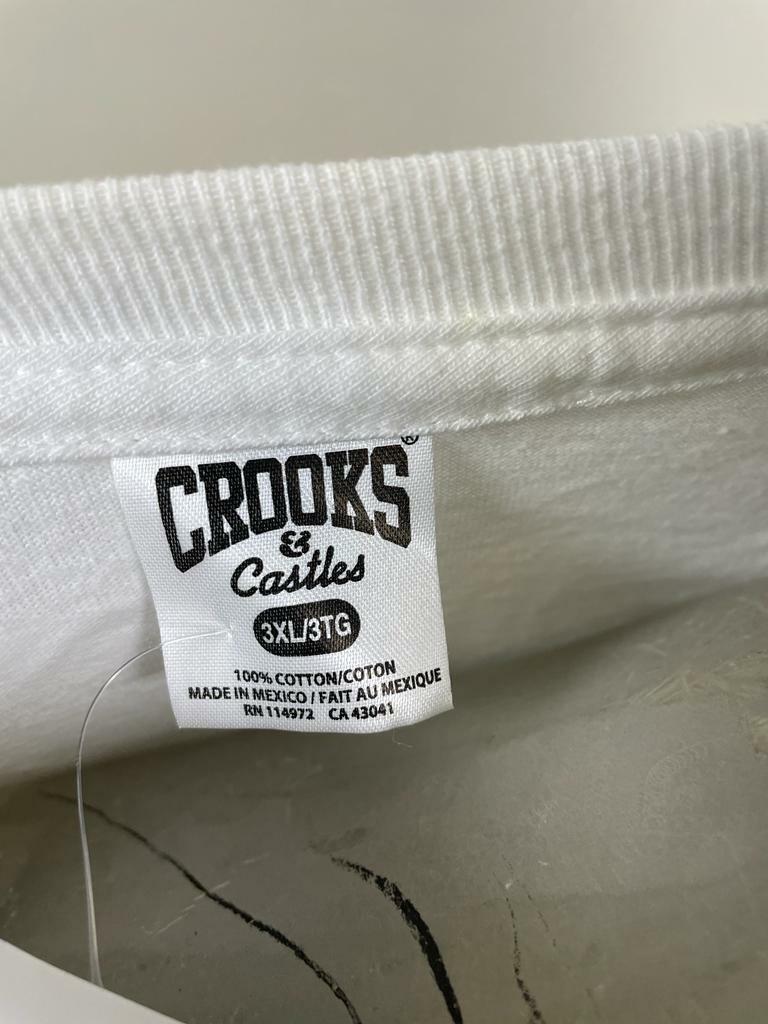 CROOKS®
&
Castles
3XL/3TG
100% COTTON/COTON
MADE IN MEXICO / FAIT AU MEXIQUE
RN 114972 CA 43041